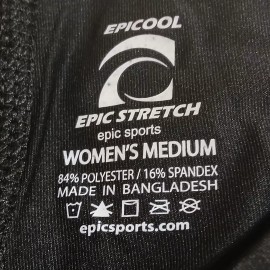 EPICOOL
EPIC STRETCH
epic sports
WOMEN'S MEDIUM
84% POLYESTER / 16% SPANDEX
MADE IN BANGLADESH
epicsports.com